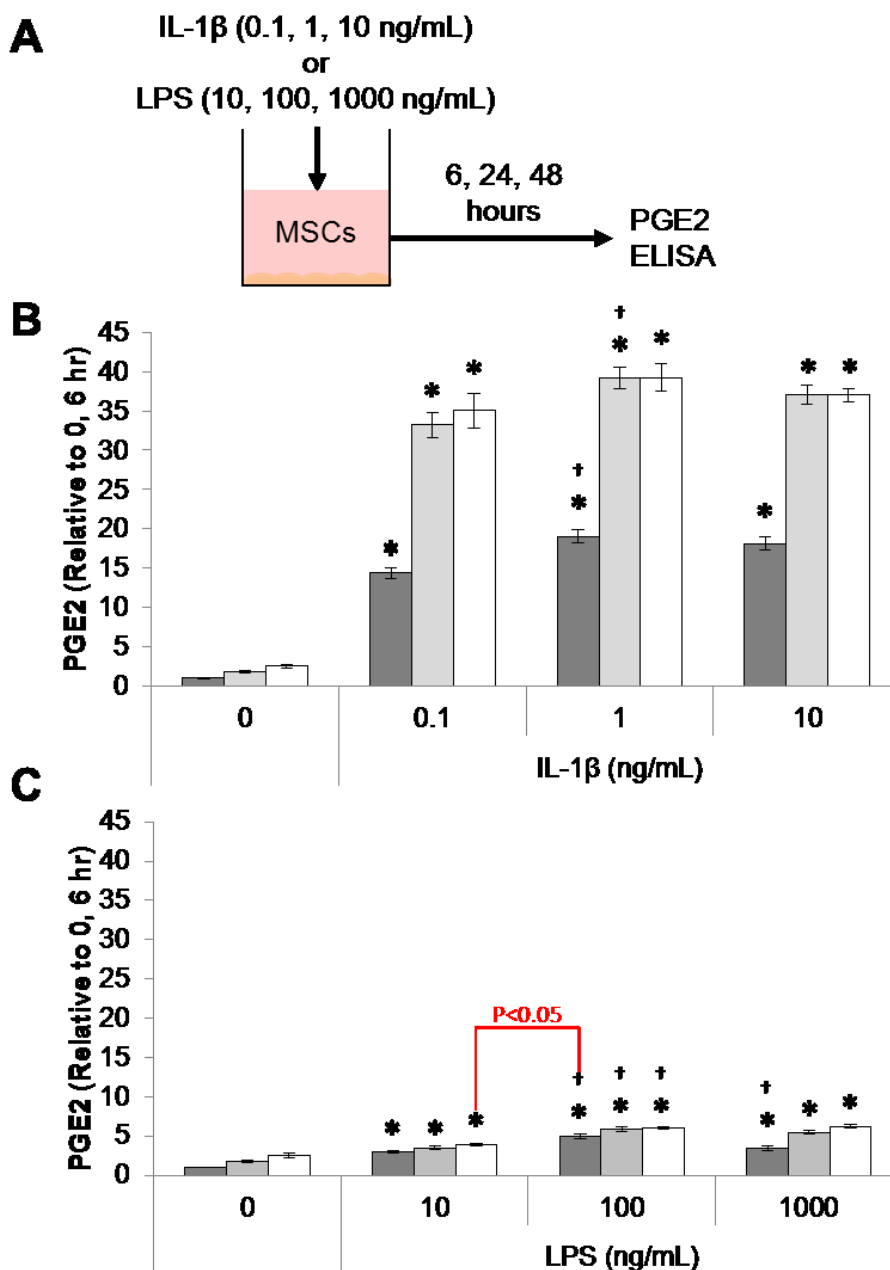 A
IL-1β (0.1, 1, 10 ng/mL)
or
LPS (10, 100, 1000 ng/mL)
6, 24, 48
hours
MSCs
PGE2
ELISA
B
PGE2 (Relative to 0, 6 hr)
45
40
35
30
25
20
15
10
5
0
†
* * * * * * * * *
†
0 0.1 1 10
IL-1β (ng/mL)
C
PGE2 (Relative to 0, 6 hr)
45
40
35
30
25
20
15
10
5
0
P<0.05
† † † †
* * * * * * * * *
0 10 100 1000
LPS (ng/mL)